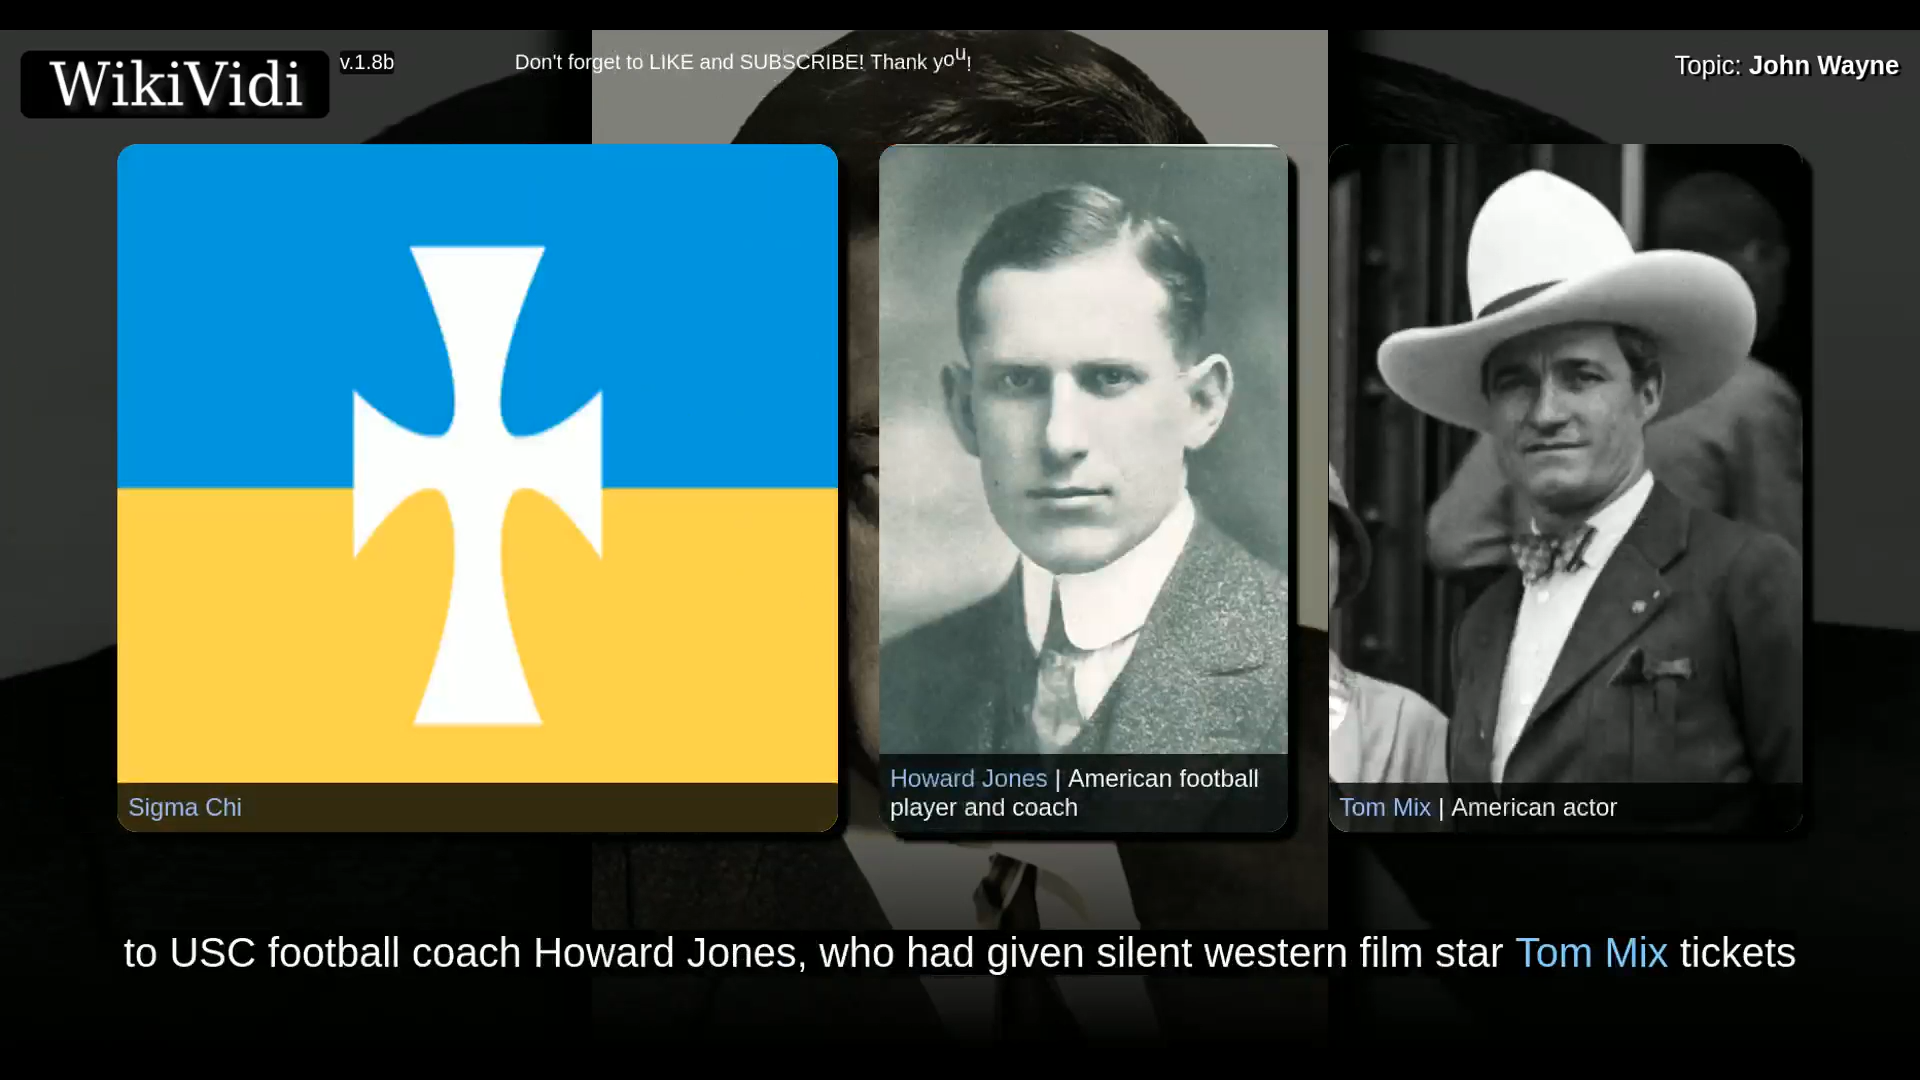 WikiVidi
v.1.8b
Don't forget to LIKE and SUBSCRIBE! Thank you!
Topic: John Wayne
Sigma Chi
Howard Jones | American football
player and coach
Tom Mix | American actor
to USC football coach Howard Jones, who had given silent western film star Tom Mix tickets